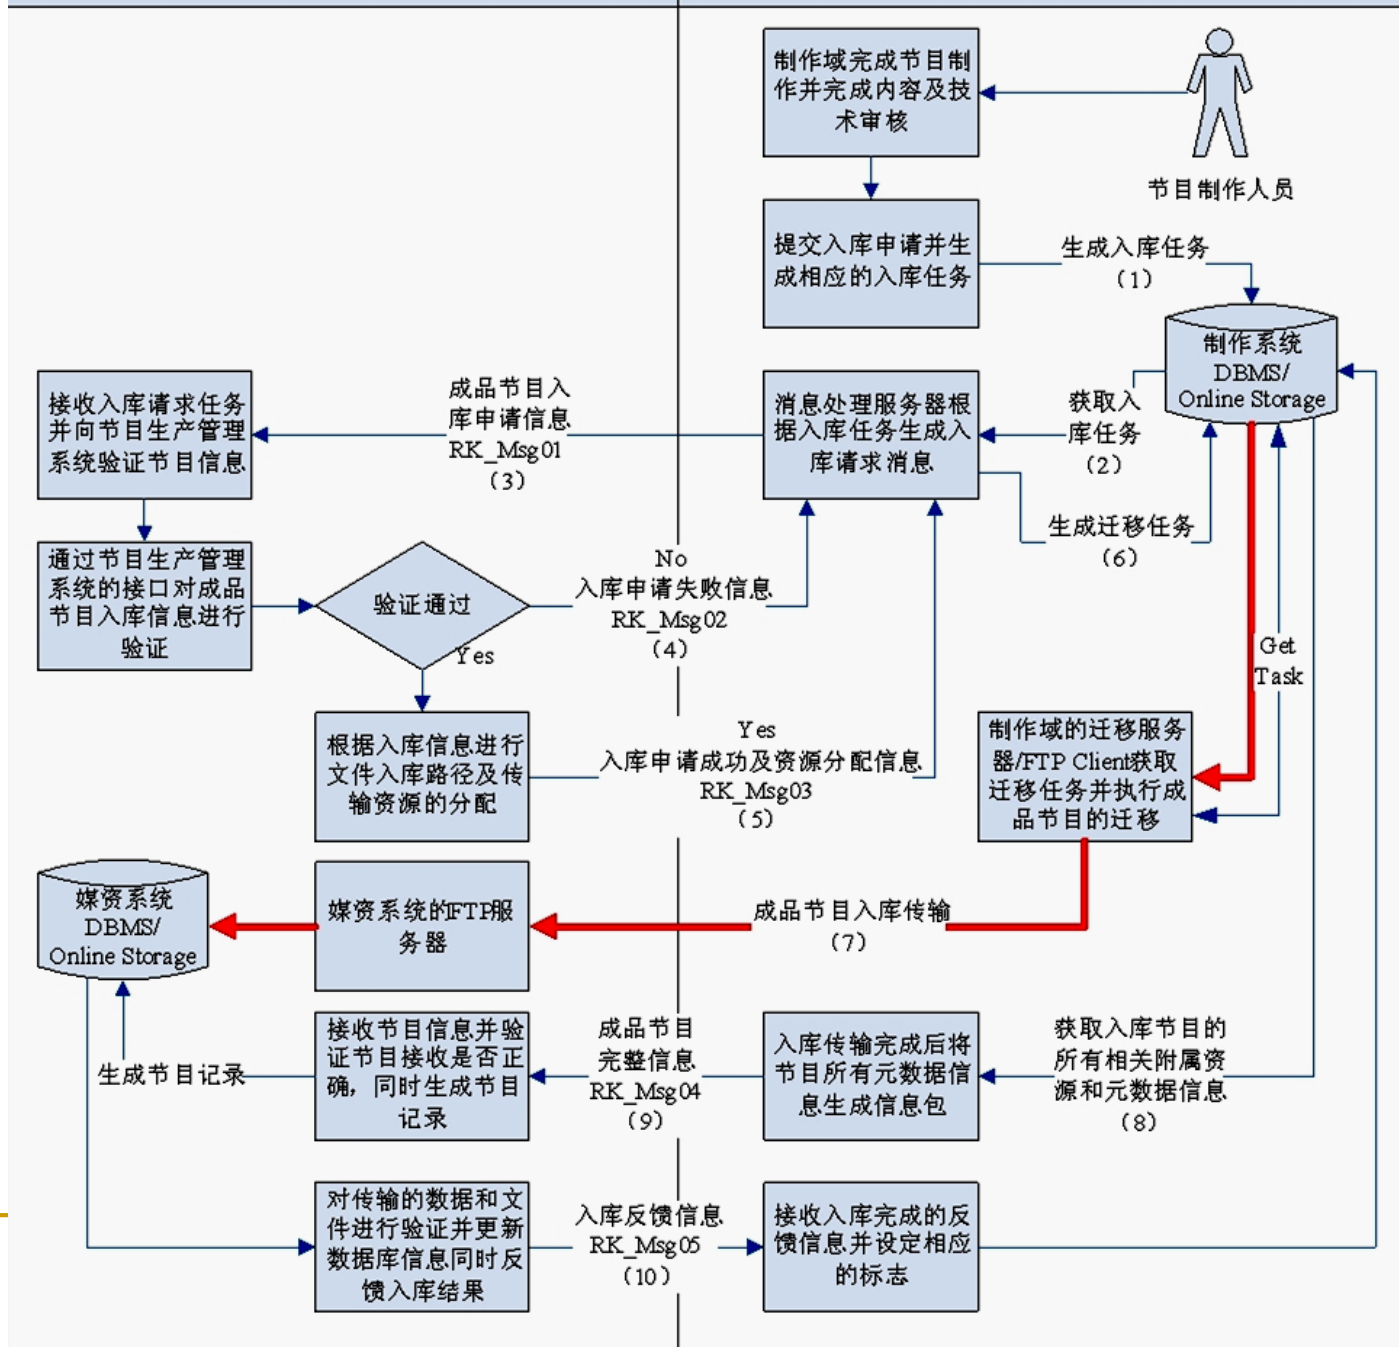 制作域完成节目制
作并完成内容及技
术审核
节目制作人员
提交入库申请并生
成相应的入库任务
生成入库任务
（1）
制作系统
DBMS/
Online Storage
接收入库请求任务
并向节目生产管理
系统验证节目信息
成品节目入
库申请信息
RK_Msg01
（3）
消息处理服务器根
据入库任务生成入
库请求消息
获取入
库任务
（2）
生成迁移任务
（6）
通过节目生产管理
系统的接口对成品
节目入库信息进行
验证
验证通过
No
入库申请失败信息
RK_Msg02
（4）
Yes
Get
Task
根据入库信息进行
文件入库路径及传
输资源的分配
Yes
入库申请成功及资源分配信息
RK_Msg03
（5）
制作域的迁移服务
器/FTP Client获取
迁移任务并执行成
品节目的迁移
媒资系统
DBMS/
Online Storage
媒资系统的FTP服
务器
成品节目入库传输
（7）
生成节目记录
接收节目信息并验
证节目接收是否正
确，同时生成节目
记录
成品节目
完整信息
RK_Msg04
（9）
入库传输完成后将
节目所有元数据信
息生成信息包
获取入库节目的
所有相关附属资
源和元数据信息
（8）
对传输的数据和文
件进行验证并更新
数据库信息同时反
馈入库结果
入库反馈信息
RK_Msg05
（10）
接收入库完成的反
馈信息并设定相应
的标志